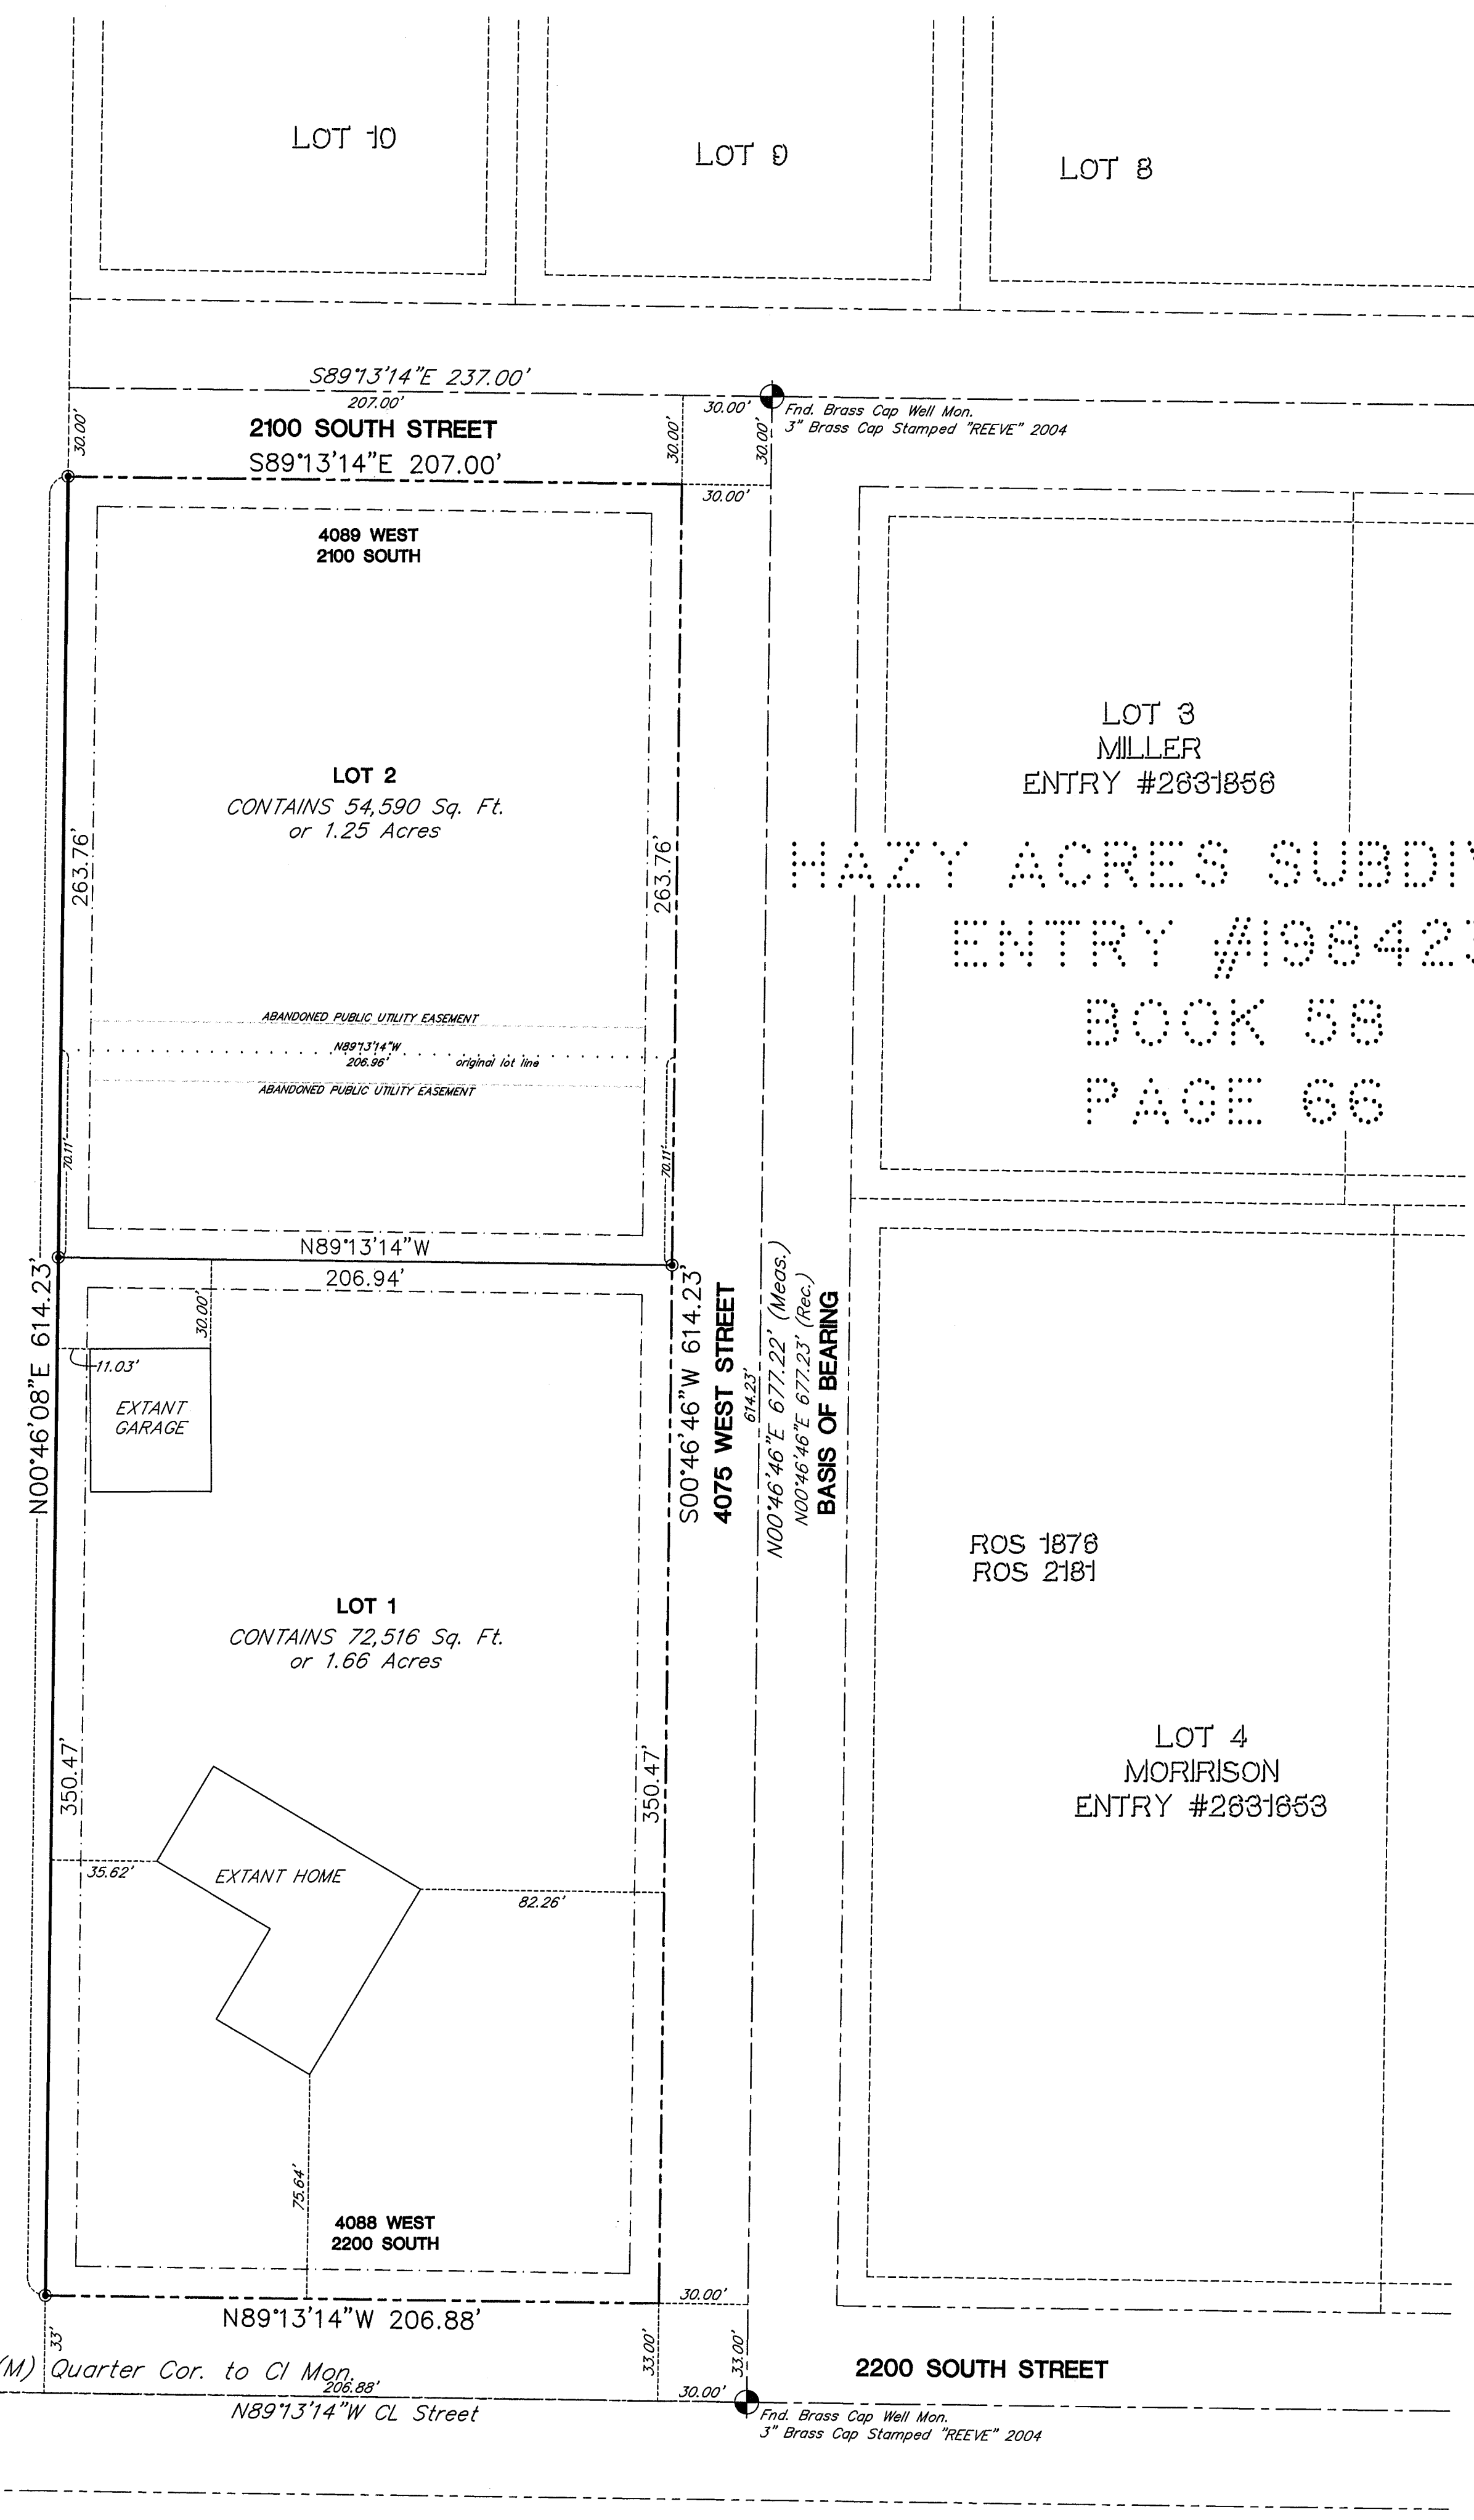 LOT 10
LOT 9
LOT 8
S89°13'14"E 237.00'
207.00'
30.00'
30.00'
30.00'
30.00'
Fnd. Brass Cap Well Mon.
3" Brass Cap Stamped "REEVE" 2004
2100 SOUTH STREET
S89°13'14"E 207.00'
30.00'
4089 WEST
2100 SOUTH
LOT 2
CONTAINS 54,590 Sq. Ft.
or 1.25 Acres
263.76'
263.76'
LOT 3
MILLER
ENTRY #2631856
HAZY ACRES SUBDI
ENTRY #198423
BOOK 58
PAGE 66
ABANDONED PUBLIC UTILITY EASEMENT
N89°13'14"W
206.96'
original lot line
ABANDONED PUBLIC UTILITY EASEMENT
70.11'
70.11'
N89°13'14"W
206.94'
30.00'
11.03'
EXTANT
GARAGE
N00°46'08"E 614.23'
S00°46'46"W 614.23'
4075 WEST STREET
614.23'
N00°46'46"E 677.22' (Meas.)
N00°46'46"E 677.23' (Rec.)
BASIS OF BEARING
ROS 1876
ROS 2181
LOT 1
CONTAINS 72,516 Sq. Ft.
or 1.66 Acres
350.47'
350.47'
LOT 4
MORIRISON
ENTRY #2631653
35.62'
EXTANT HOME
82.26'
75.64'
4088 WEST
2200 SOUTH
30.00'
N89°13'14"W 206.88'
33'
33.00'
33.00'
(M) Quarter Cor. to Cl Mon.
206.88'
30.00'
2200 SOUTH STREET
N89°13'14"W CL Street
Fnd. Brass Cap Well Mon.
3" Brass Cap Stamped "REEVE" 2004